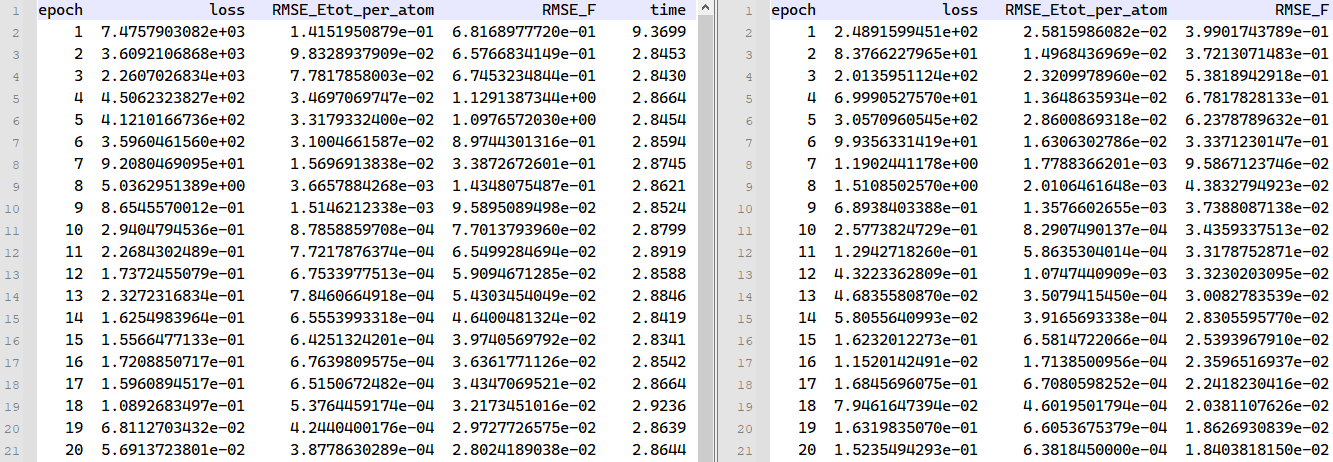 1 epoch loss RMSE_Etot_per_atom RMSE_F time
2 1 7.4757903082e+03 1.4151950879e-01 6.8168977720e-01 9.3699
3 2 3.6092106868e+03 9.8328937909e-02 6.5766834149e-01 2.8453
4 3 2.2607026834e+03 7.7817858003e-02 6.7453234844e-01 2.8430
5 4 4.5062323827e+02 3.4697069747e-02 1.1291387344e+00 2.8664
6 5 4.1210166736e+02 3.3179332400e-02 1.0976572030e+00 2.8454
7 6 3.5960461560e+02 3.1004661587e-02 8.9744301316e-01 2.8594
8 7 9.2080469095e+01 1.5696913838e-02 3.3872672601e-01 2.8745
9 8 5.0362951389e+00 3.6657884268e-03 1.4348075487e-01 2.8621
10 9 8.6545570012e-01 1.5146212338e-03 9.5895089498e-02 2.8524
11 10 2.9404794536e-01 8.7858859708e-04 7.7013793960e-02 2.8799
12 11 2.2684302489e-01 7.7217876374e-04 6.5499284694e-02 2.8919
13 12 1.7372455079e-01 6.7533977513e-04 5.9094671285e-02 2.8588
14 13 2.3272316834e-01 7.8460664918e-04 5.4303454049e-02 2.8846
15 14 1.6254983964e-01 6.5553993318e-04 4.6400481324e-02 2.8419
16 15 1.5566477133e-01 6.4251324201e-04 3.9740569792e-02 2.8341
17 16 1.7208850717e-01 6.7639809575e-04 3.6361771126e-02 2.8542
18 17 1.5960894517e-01 6.5150672482e-04 3.4347069521e-02 2.8664
19 18 1.0892683497e-01 5.3764459174e-04 3.2173451016e-02 2.9236
20 19 6.8112703432e-02 4.2440400176e-04 2.9727726575e-02 2.8639
21 20 5.6913723801e-02 3.8778630289e-04 2.8024189038e-02 2.8644
1 epoch loss RMSE_Etot_per_atom RMSE_F
2 1 2.4891599451e+02 2.5815986082e-02 3.9901743789e-01
3 2 8.3766227965e+01 1.4968436969e-02 3.7213071483e-01
4 3 2.0135951124e+02 2.3209978960e-02 5.3818942918e-01
5 4 6.9990527570e+01 1.3648635934e-02 6.7817828133e-01
6 5 3.0570960545e+02 2.8600869318e-02 6.2378789632e-01
7 6 9.9356331419e+01 1.6306302786e-02 3.3371230147e-01
8 7 1.1902441178e+00 1.7788366201e-03 9.5867123746e-02
9 8 1.5108502570e+00 2.0106461648e-03 4.3832794923e-02
10 9 6.8938403388e-01 1.3576602655e-03 3.7388087138e-02
11 10 2.5773824729e-01 8.2907490137e-04 3.4359337513e-02
12 11 1.2942718260e-01 5.8635304014e-04 3.3178752871e-02
13 12 4.3223362809e-01 1.0747440909e-03 3.3230203095e-02
14 13 4.6835580870e-02 3.5079415450e-04 3.0082783539e-02
15 14 5.8055640993e-02 3.9165693338e-04 2.8305595770e-02
16 15 1.6232012273e-01 6.5814722066e-04 2.5393967910e-02
17 16 1.1520142491e-02 1.7138500956e-04 2.3596516937e-02
18 17 1.6845696075e-01 6.7080598252e-04 2.2418230416e-02
19 18 7.9461647394e-02 4.6019501794e-04 2.0381107626e-02
20 19 1.6319835070e-01 6.6053675379e-04 1.8626930839e-02
21 20 1.5235494293e-01 6.3818450000e-04 1.8403818150e-02